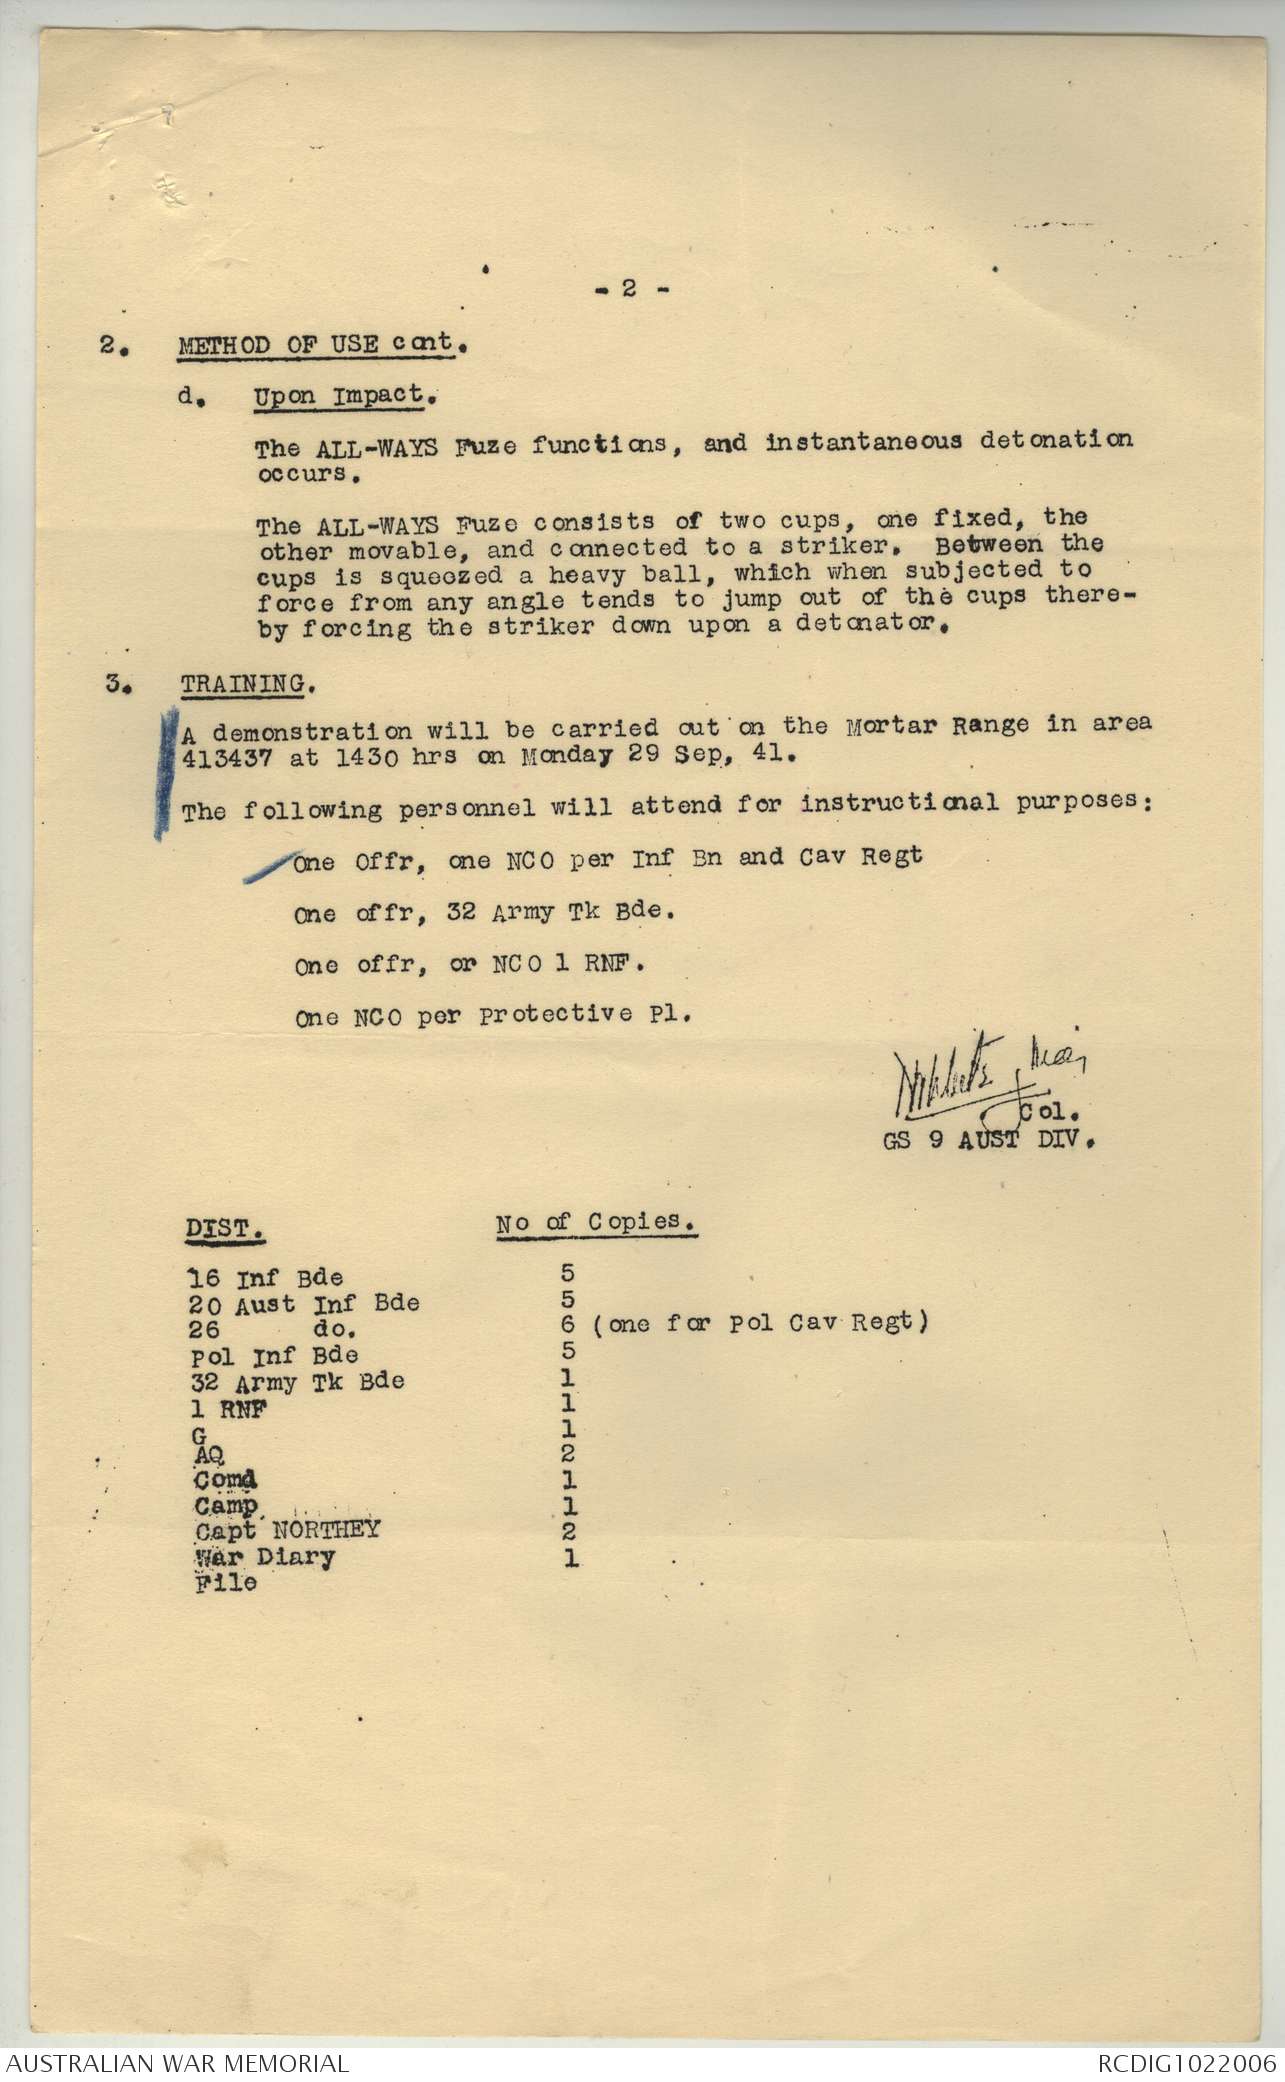 - 2 -
2. METHOD OF USE cont.
d. Upon Impact.
The ALL-WAYS Fuze functions, and instantaneous detonation
occurs.
The ALL-WAYS Fuze consists of two cups, one fixed, the
other movable, and connected to a striker. Between the
cups is squeezed a heavy ball, which when subjected to
force from any angle tends to jump out of the cups there-
by forcing the striker down upon a detonator.
3. TRAINING.
A demonstration will be carried out on the Mortar Range in area
413437 at 1430 hrs on Monday 29 Sep, 41.
The following personnel will attend for instructional purposes:
One Offr, one NCO per Inf Bn and Cav Regt
One offr, 32 Army Tk Bde.
One offr, or NCO 1 RNF.
One NCO per Protective Pl.
Maj
Col.
GS 9 AUST DIV.
DIST. No of Copies.
16 Inf Bde 5
20 Aust Inf Bde 5
26 do. 6 (one for Pol Cav Regt)
Pol Inf Bde 5
32 Army Tk Bde 1
1 RNF 1
G 1
AQ 2
Comd 1
Camp 1
Capt NORTHEY 2
War Diary 1
File
AUSTRALIAN WAR MEMORIAL RCDIG1022006